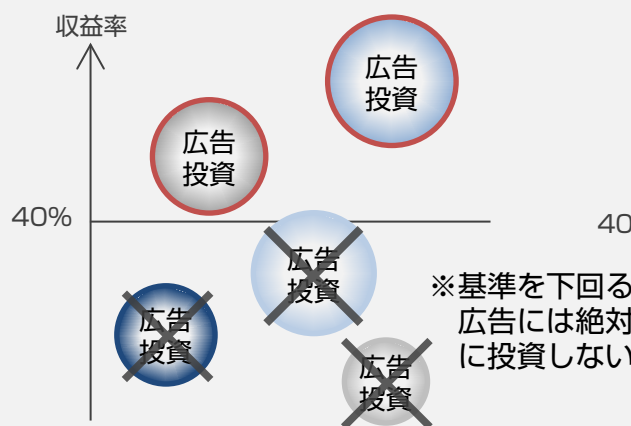 収益率
広告
投資
広告
投資
40%
40
広告
投資
※基準を下回る
広告には絶対
に投資しない
広告
投資
広告
投資